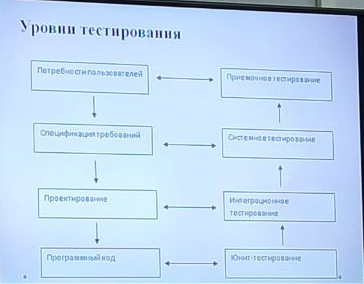 Уровни тестирования
Потребности пользователей
Приемочное тестирование
Спецификация требований
Системное тестирование
Проектирование
Интеграционное
тестирование
Программный код
Юнит-тестирование